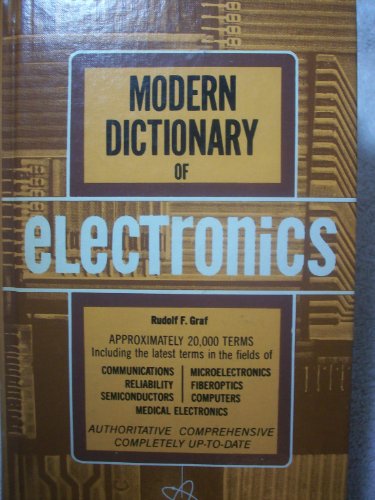 MODERN
DICTIONARY
OF
eLECTronics
Rudolf F. Graf
APPROXIMATELY 20,000 TERMS
Including the latest terms in the fields of
COMMUNICATIONS MICROELECTRONICS
RELIABILITY FIBEROPTICS
SEMICONDUCTORS COMPUTERS
MEDICAL ELECTRONICS
AUTHORITATIVE COMPREHENSIVE
COMPLETELY UP-TO-DATE